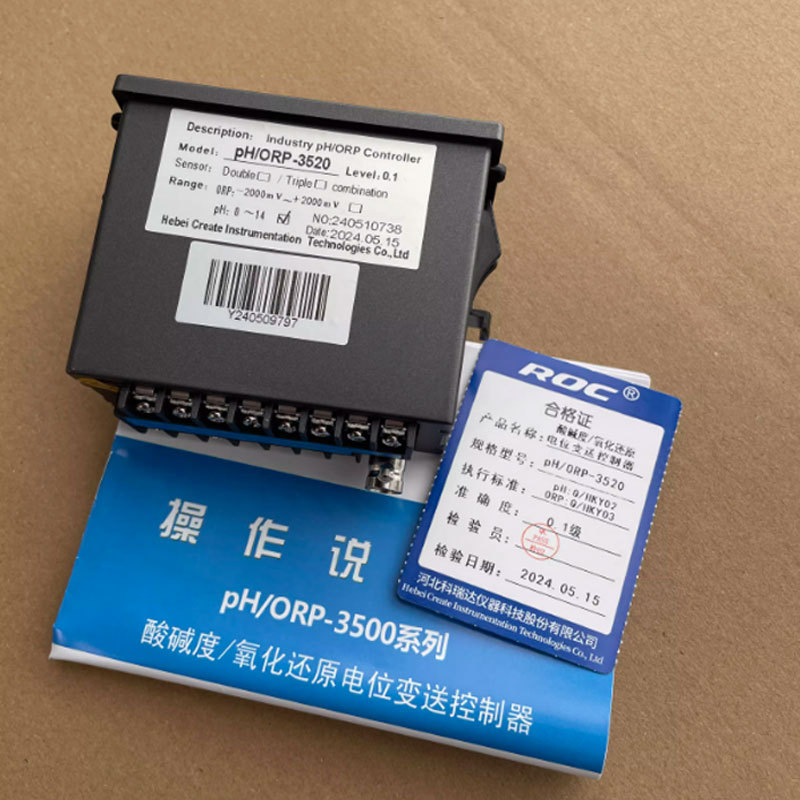 Description: Industry pH/ORP Controller
Model: pH/ORP-3520 Level:0.1
Sensor: Double□ / Triple□ combination
Range: ORP:-2000mV～+2000mV □
pH: 0～14 ☑ NO:240510738
Date:2024.05.15
Hebei Create Instrumentation Technologies Co.,Ltd
Y240509797
ROC®
合格证
产品名称: 酸碱度/氧化还原
电位变送控制器
规格型号: pH/ORP-3520
执行标准: pH:Q/HKY02
ORP:Q/HKY03
准确度: 0.1级
检验员:
PASS
检验日期: 2024.05.15
河北科瑞达仪器科技股份有限公司
Hebei Create Instrumentation Technologies Co., Ltd
操作说
pH/ORP-3500系列
酸碱度/氧化还原电位变送控制器